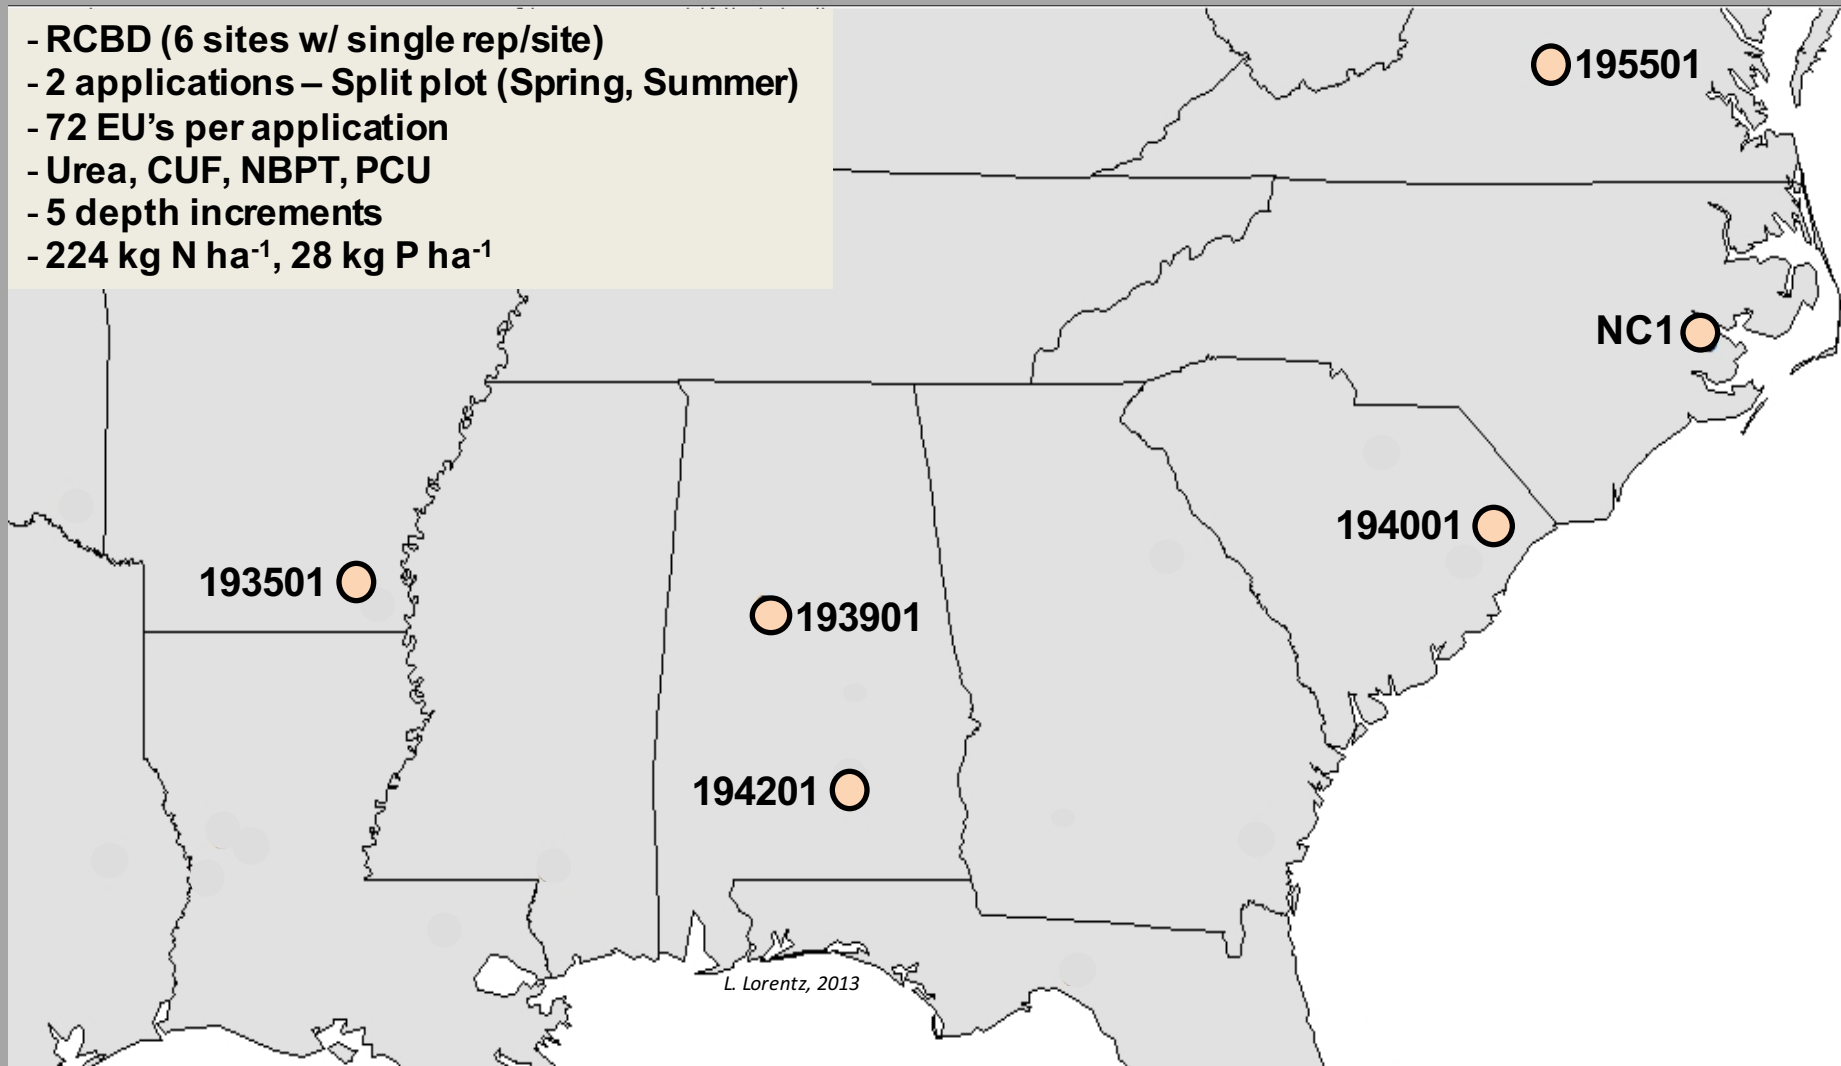 - RCBD (6 sites w/ single rep/site)
- 2 applications – Split plot (Spring, Summer)
- 72 EU's per application
- Urea, CUF, NBPT, PCU
- 5 depth increments
- 224 kg N ha-1, 28 kg P ha-1
195501
NC1
194001
193501
193901
194201
L. Lorentz, 2013